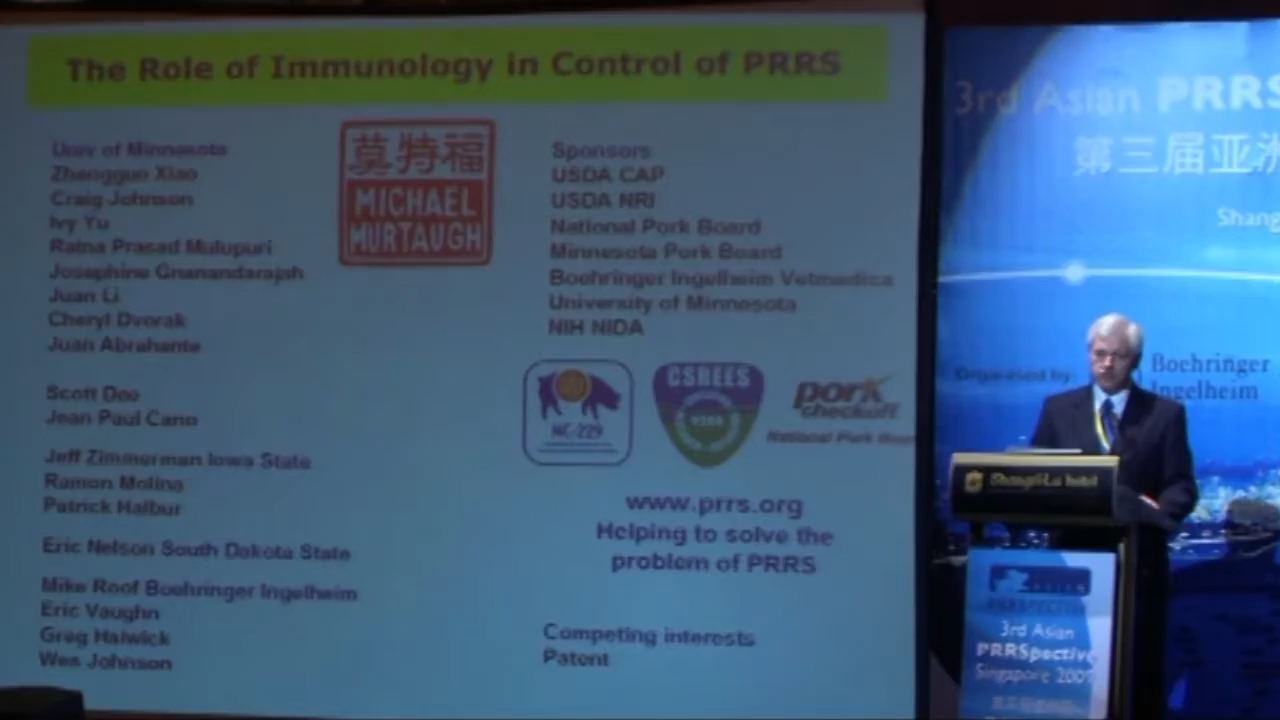 The Role of Immunology in Control of PRRS
Univ of Minnesota
Zhengguo Xiao
Craig Johnson
Ivy Yu
Ratna Prasad Mulupuri
Josephine Gnanandarajah
Juan Li
Cheryl Dvorak
Juan Abrahante
Scott Dee
Jean Paul Cano
Jeff Zimmerman Iowa State
Ramon Molina
Patrick Halbur
Eric Nelson South Dakota State
Mike Roof Boehringer Ingelheim
Eric Vaughn
Greg
Wes Johnson
莫特福
MICHAEL
MURTAUGH
Sponsors
USDA CAP
USDA NRI
National Pork Board
Minnesota Pork Board
Boehringer Ingelheim Vetmedica
University of Minnesota
NIH NIDA
NC-229
CSREES
USDA
pork
checkoff
National Pork
www.prrs.org
Helping to solve the
problem of PRRS
Competing interests
Patent
3rd Asian PRRS
第三届亚洲
Shang
Organised by:
Boehringer
Ingelheim
Shangri-La hotel
3rd Asian
PRRSpective
Singapore 2009